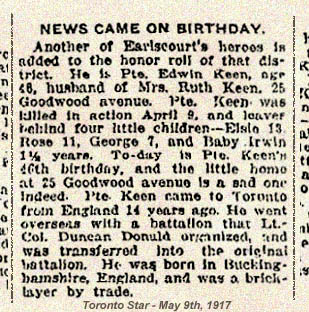 NEWS CAME ON BIRTHDAY.
Another of Earlscourt's heroes is
added to the honor roll of that dis-
trict. He is Pte. Edwin Keen, age
46, husband of Mrs. Ruth Keen. 25
Goodwood avenue. Pte. Keen was
killed in action April 9, and leaves
behind four little children—Elsie 13.
Rose 11, George 7, and Baby Irwin
1½ years. To-day is Pte. Keen's
46th birthday, and the little home
at 25 Goodwood avenue is a sad one
indeed. Pte. Keen came to Toronto
from England 14 years ago. He went
overseas with a battalion that Lt.-
Col. Duncan Donald organized, and
was transferred into the original
battalion. He was born in Bucking-
hamshire, England, and was a brick-
layer by trade.
Toronto Star - May 9th, 1917